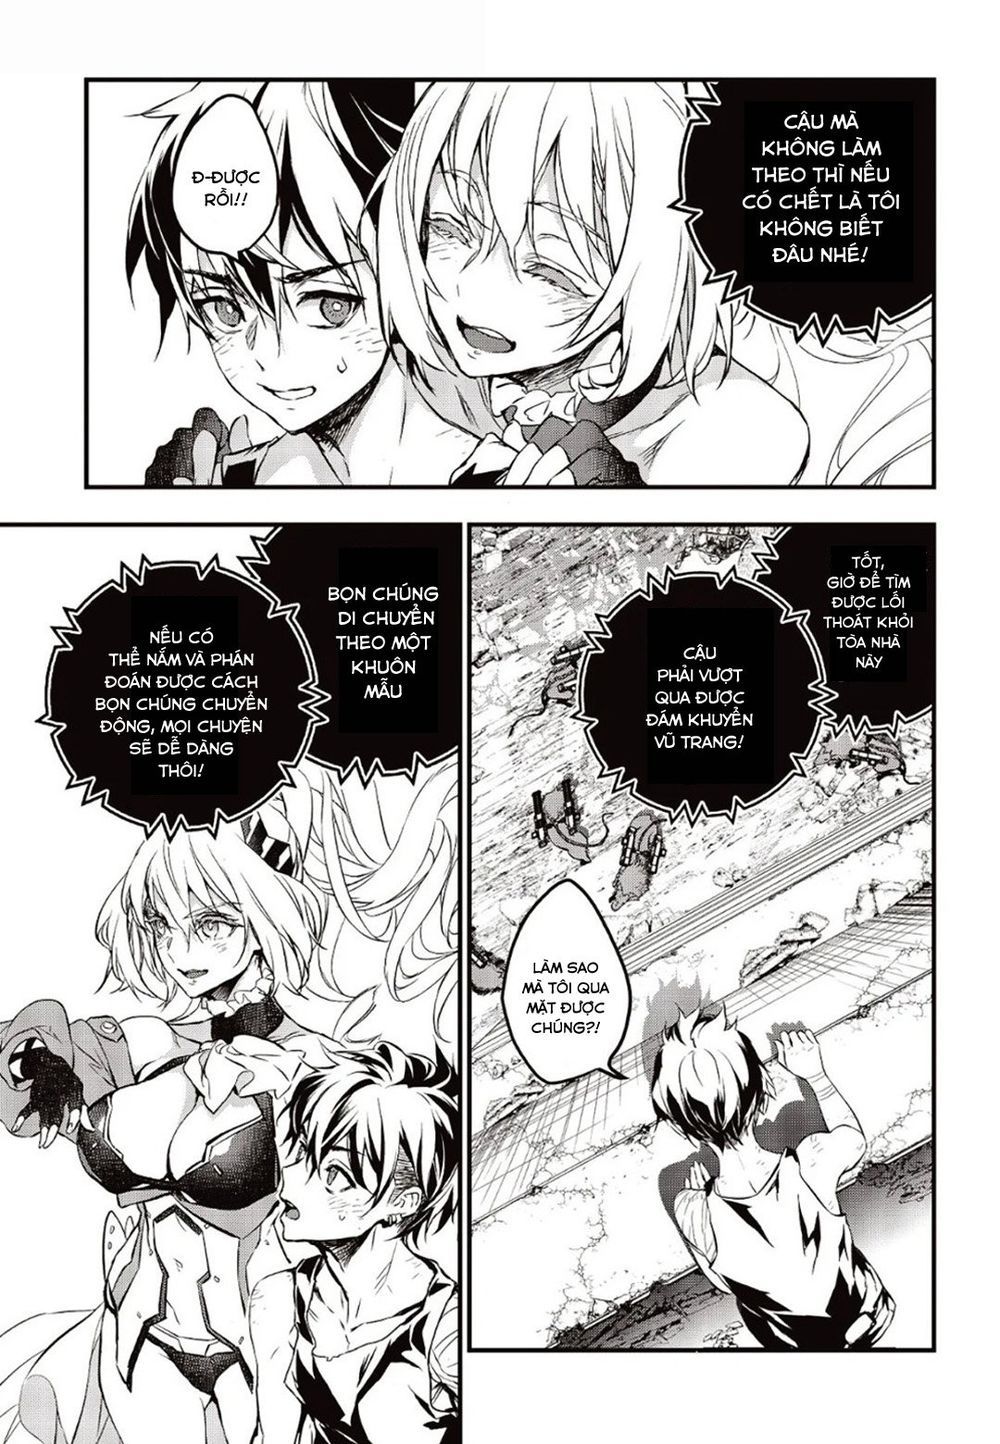 CẬU MÀ
KHÔNG LÀM
THEO THÌ NẾU
CÓ CHẾT LÀ TÔI
KHÔNG BIẾT
ĐÂU NHÉ!
Đ-ĐƯỢC
RỒI!!
TỐT,
GIỜ ĐỂ TÌM
ĐƯỢC LỐI
THOÁT KHỎI
TÒA NHÀ
NÀY
CẬU
PHẢI VƯỢT
QUA ĐƯỢC
ĐÁM KHUYỂN
VŨ TRANG!
LÀM SAO
MÀ TÔI QUA
MẶT ĐƯỢC
CHÚNG?!
BỌN CHÚNG
DI CHUYỂN
THEO MỘT
KHUÔN
MẪU
NẾU CÓ
THỂ NẮM VÀ PHÁN
ĐOÁN ĐƯỢC CÁCH
BỌN CHÚNG CHUYỂN
ĐỘNG, MỌI CHUYỆN
SẼ DỄ DÀNG
THÔI!